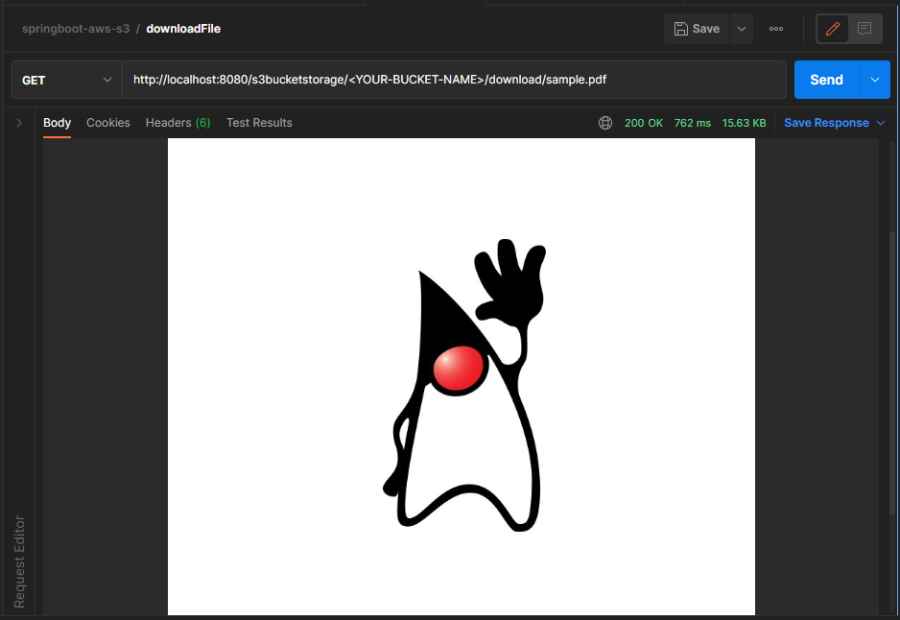 springboot-aws-s3 / downloadFile
Save
GET
http://localhost:8080/s3bucketstorage/<YOUR-BUCKET-NAME>/download/sample.pdf
Send
Body Cookies Headers (6) Test Results
200 OK 762 ms 15.63 KB Save Response
Request Editor